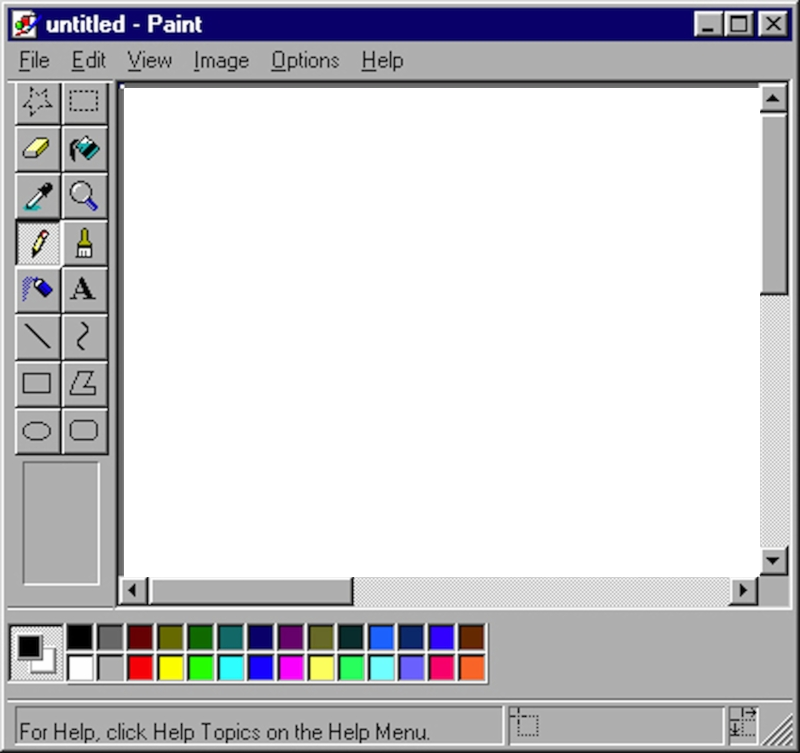 untitled - Paint
File Edit View Image Options Help
A
For Help, click Help Topics on the Help Menu.